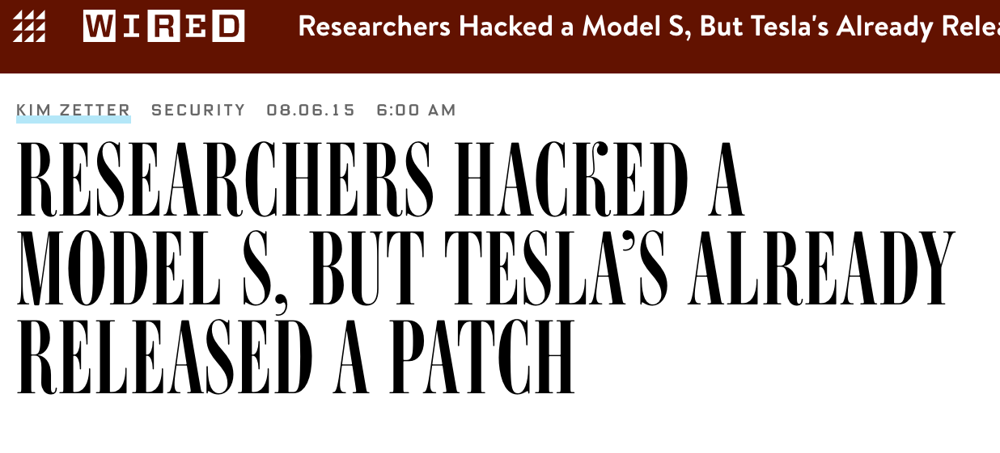 WIRED Researchers Hacked a Model S, But Tesla's Already
KIM ZETTER SECURITY 08.06.15 6:00 AM
RESEARCHERS HACKED A
MODEL S, BUT TESLA’S ALREADY
RELEASED A PATCH